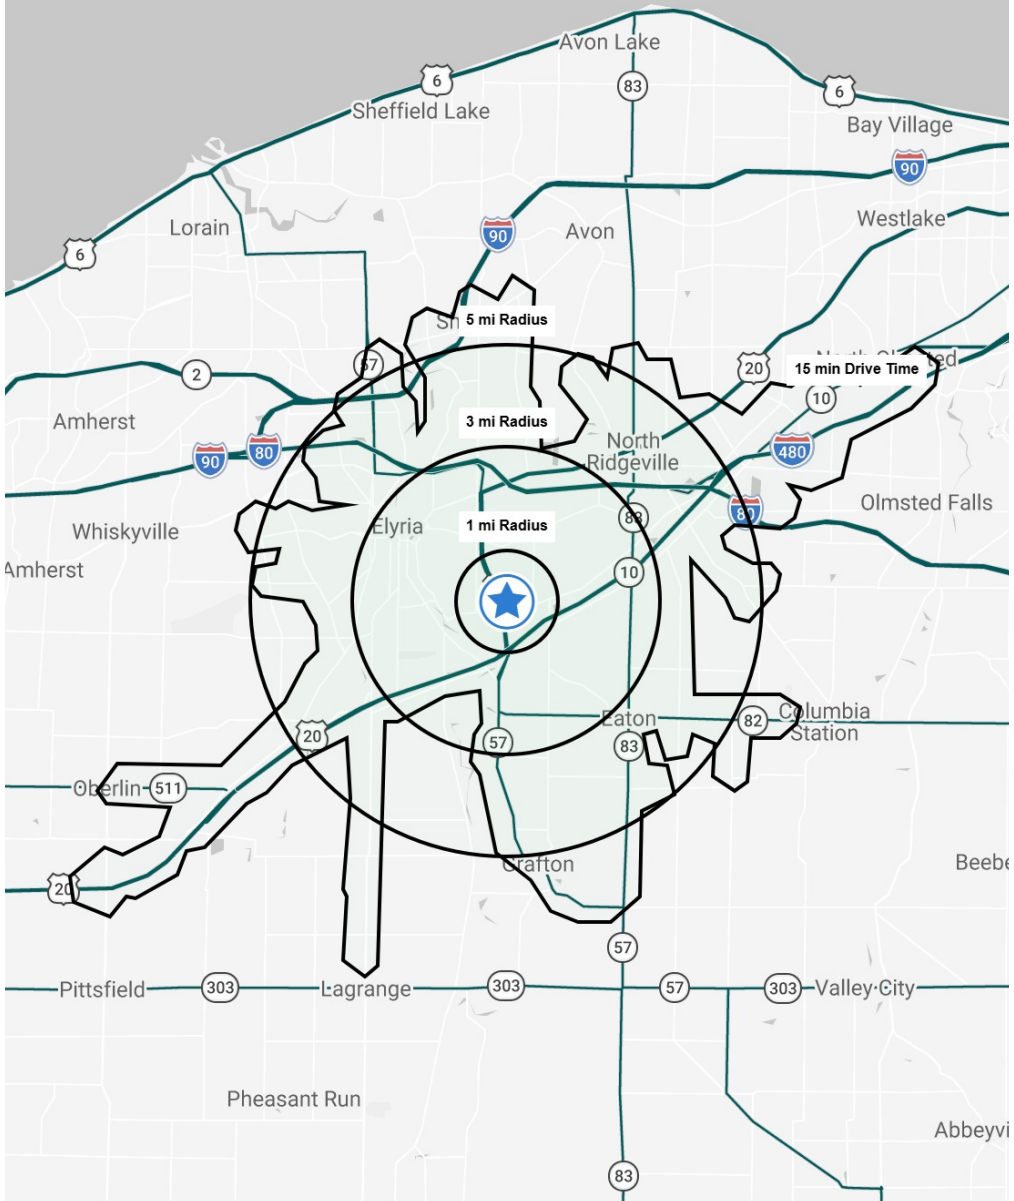 Avon Lake
6
83
6
Sheffield Lake
Bay Village
90
Westlake
Lorain
90
Avon
6
Sh
5 mi Radius
57
20
North Olmsted
15 min Drive Time
2
10
Amherst
3 mi Radius
North
Ridgeville
90
80
480
Whiskyville
Elyria
1 mi Radius
83
80
Olmsted Falls
Amherst
10
20
57
Eaton
83
82
Columbia
Station
Oberlin
511
20
Grafton
Beebe
57
Pittsfield
303
Lagrange
303
57
303
Valley City
Pheasant Run
Abbeyvi
83